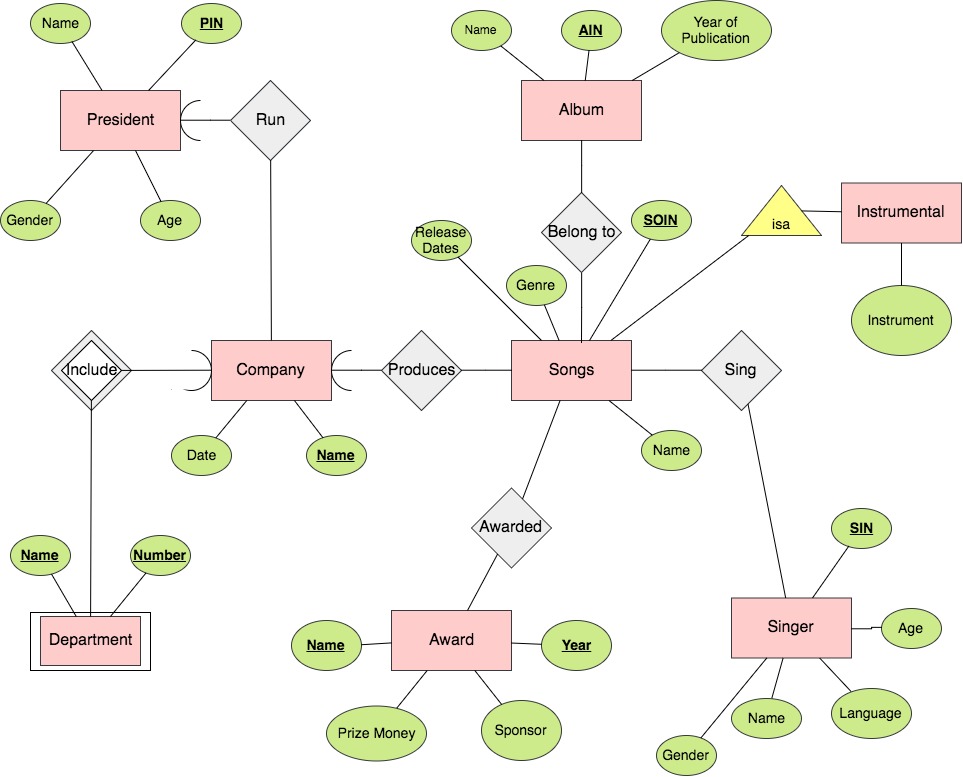 Name
PIN
Name
AIN
Year of
Publication
President
Run
Album
Gender
Age
Release
Dates
Belong to
SOIN
isa
Instrumental
Genre
Instrument
Include
Company
Produces
Songs
Sing
Date
Name
Name
Name
Number
Awarded
SIN
Department
Name
Award
Year
Singer
Age
Prize Money
Sponsor
Name
Language
Gender